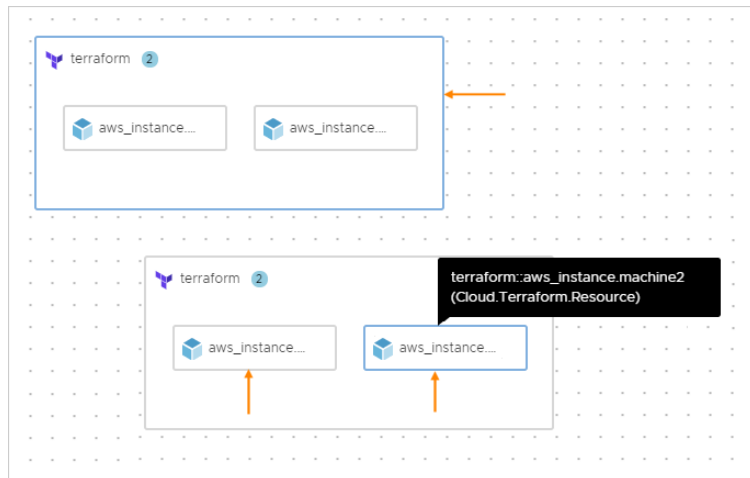 terraform 2
aws_instance.... aws_instance....
terraform 2
terraform::aws_instance.machine2
(Cloud.Terraform.Resource)
aws_instance.... aws_instance....